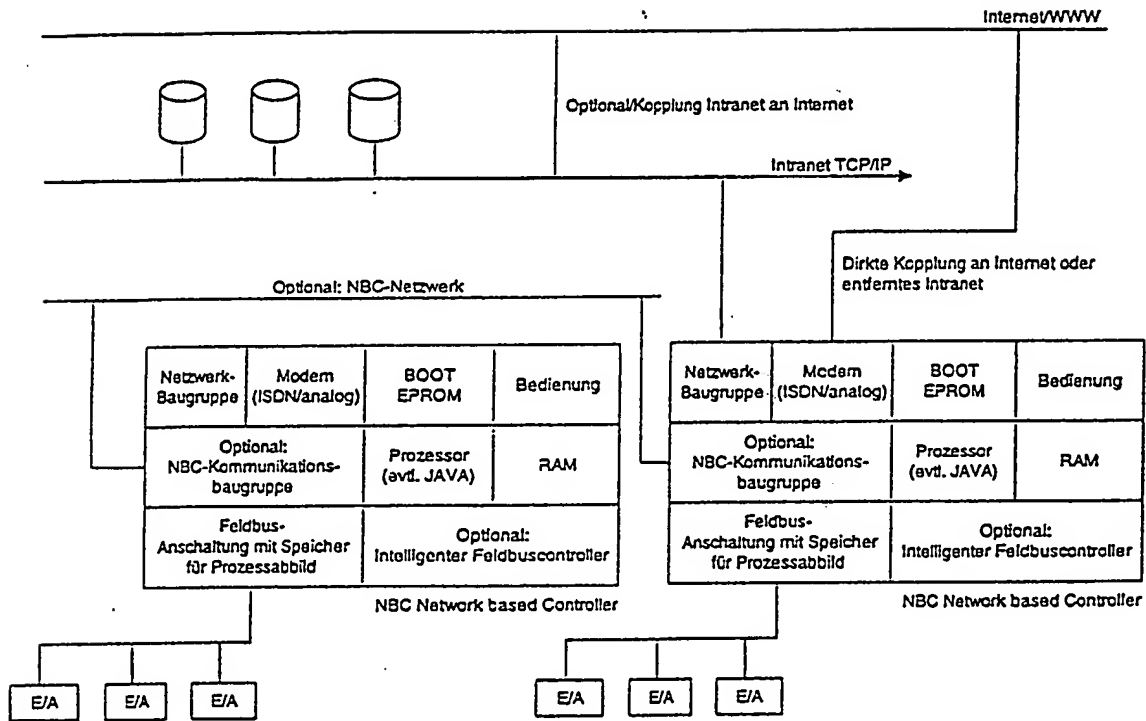 Internet/WWW
Optional/Kopplung Intranet an Internet
Intranet TCP/IP
Dirkte Kopplung an Internet oder
entferntes Intranet
Optional: NBC-Netzwerk
Netzwerk-
Baugruppe
Modem
(ISDN/analog)
BOOT
EPROM
Bedienung
Optional:
NBC-Kommunikations-
baugruppe
Prozessor
(evtl. JAVA)
RAM
Feldbus-
Anschaltung mit Speicher
für Prozessabbild
Optional:
Intelligenter Feldbuscontroller
NBC Network based Controller
E/A
E/A
E/A
Netzwerk-
Baugruppe
Modem
(ISDN/analog)
BOOT
EPROM
Bedienung
Optional:
NBC-Kommunikations-
baugruppe
Prozessor
(evtl. JAVA)
RAM
Feldbus-
Anschaltung mit Speicher
für Prozessabbild
Optional:
Intelligenter Feldbuscontroller
NBC Network based Controller
E/A
E/A
E/A